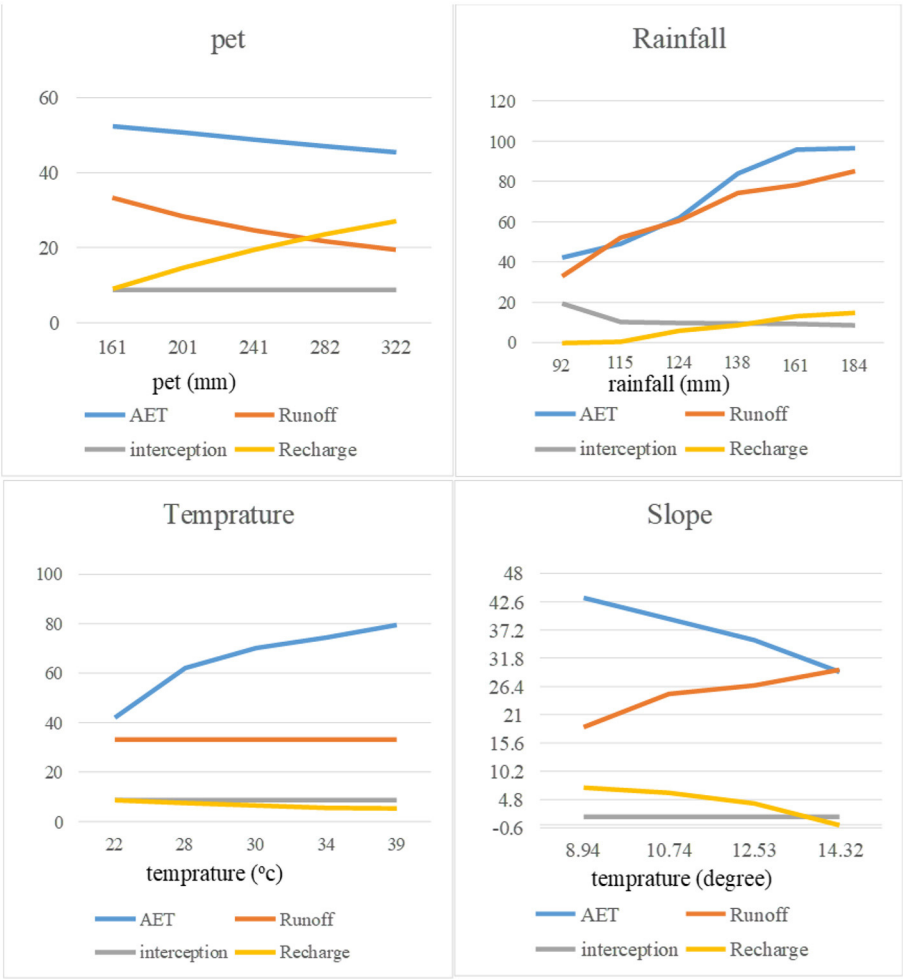 pet
60
40
20
0
161 201 241 282 322
pet (mm)
AET Runoff
interception Recharge
Rainfall
120
100
80
60
40
20
0
92 115 124 138 161 184
rainfall (mm)
AET Runoff
interception Recharge
Temprature
100
80
60
40
20
0
22 28 30 34 39
temprature (⁰c)
AET Runoff
interception Recharge
Slope
48
42.6
37.2
31.8
26.4
21
15.6
10.2
4.8
-0.6
8.94 10.74 12.53 14.32
temprature (degree)
AET Runoff
interception Recharge